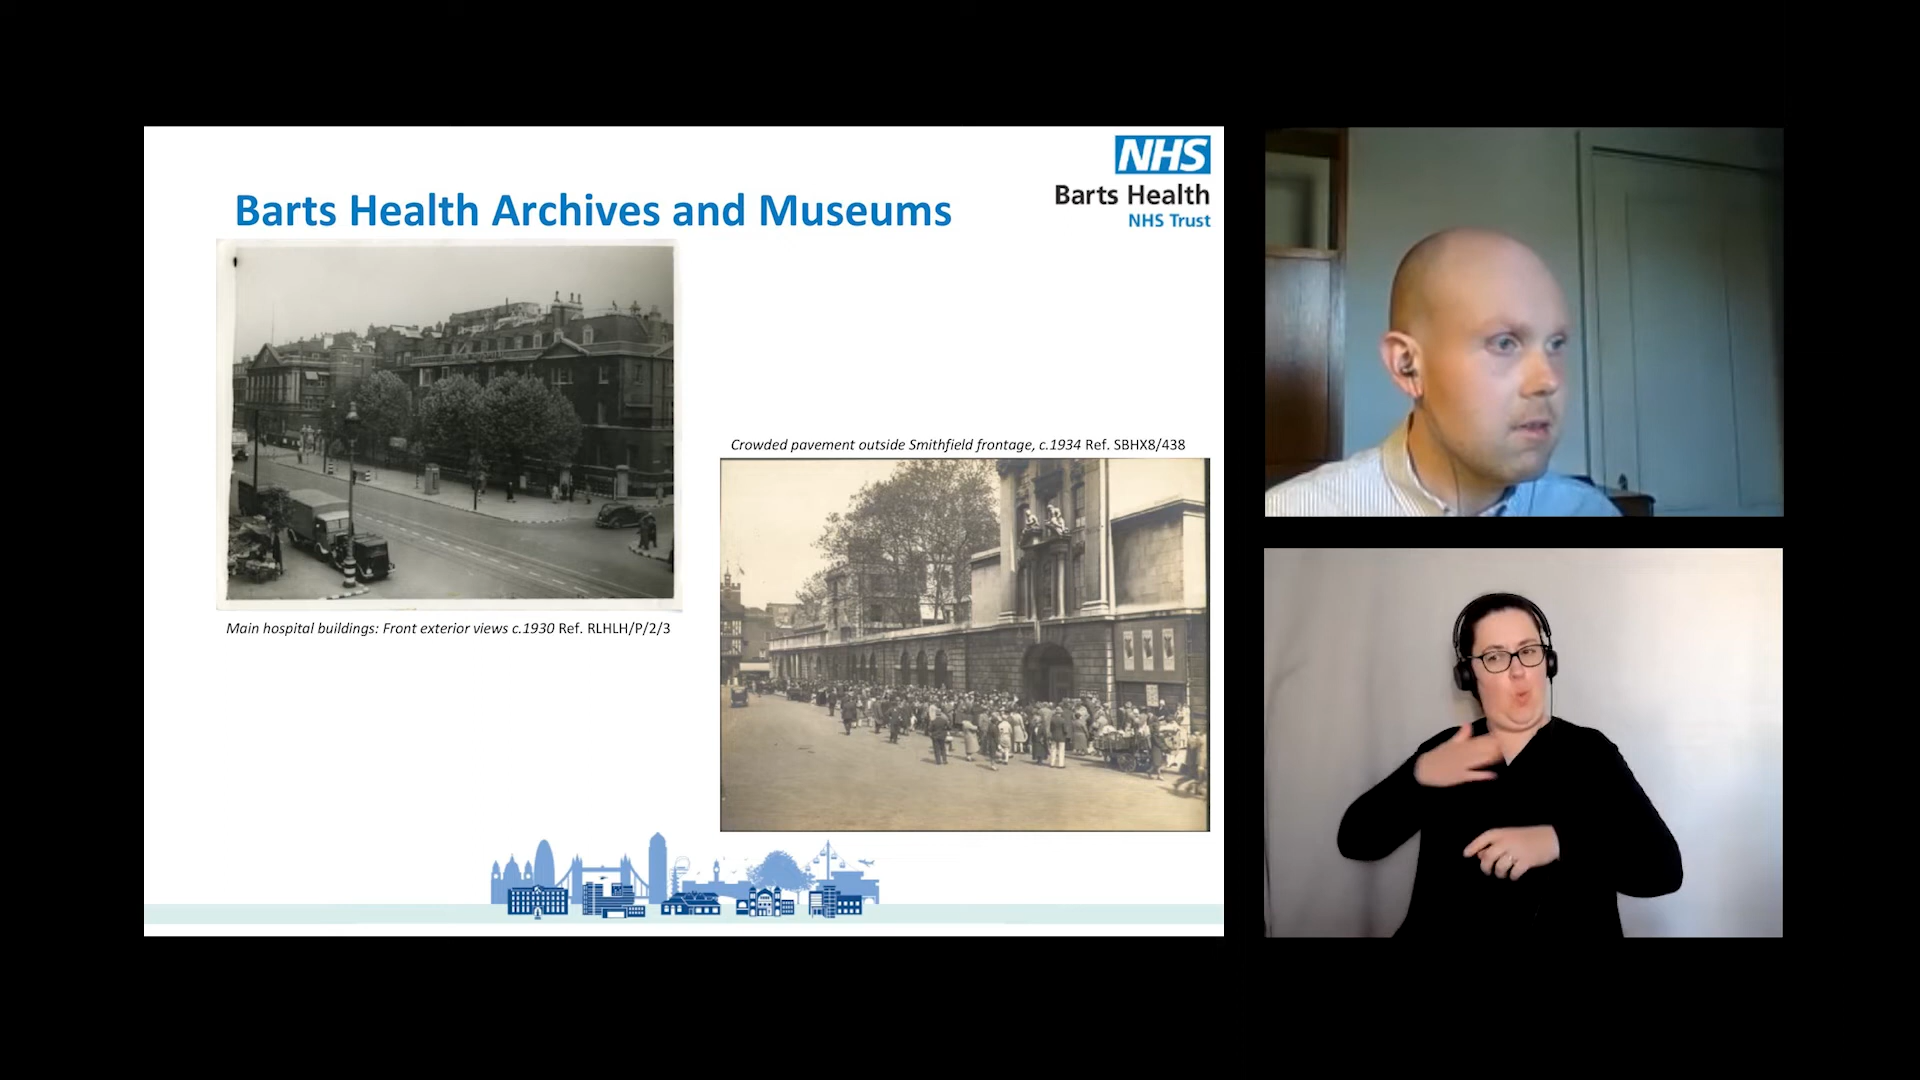 NHS
Barts Health
NHS Trust
Barts Health Archives and Museums
Crowded pavement outside Smithfield frontage, c.1934 Ref. SBHX8/438
Main hospital buildings: Front exterior views c.1930 Ref. RLHLH/P/2/3